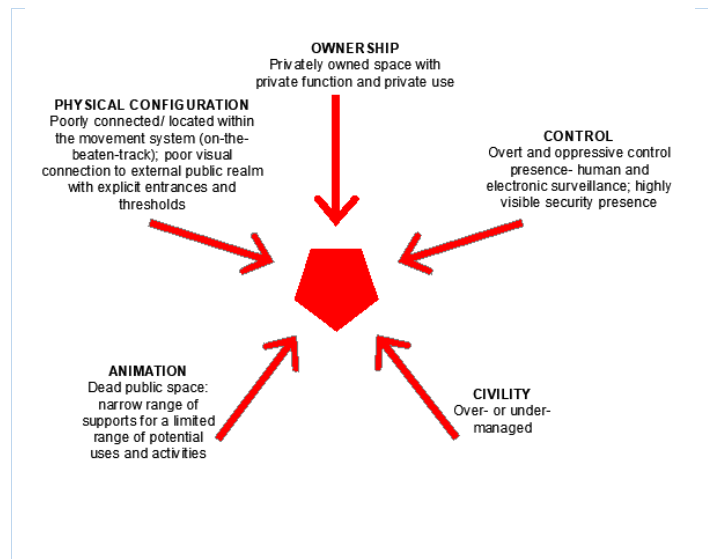 OWNERSHIP
Privately owned space with
private function and private use
PHYSICAL CONFIGURATION
Poorly connected/ located within
the movement system (on-the-
beaten-track); poor visual
connection to external public realm
with explicit entrances and
thresholds
CONTROL
Overt and oppressive control
presence- human and
electronic surveillance; highly
visible security presence
ANIMATION
Dead public space:
narrow range of
supports for a limited
range of potential
uses and activities
CIVILITY
Over- or under-
managed